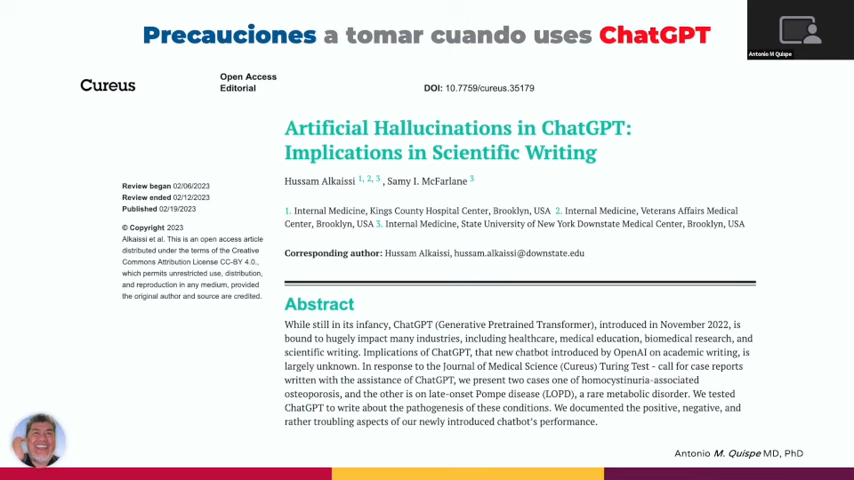 Precauciones a tomar cuando uses ChatGPT
Antonio M Quispe
Cureus
Open Access
Editorial
DOI: 10.7759/cureus.35179
Artificial Hallucinations in ChatGPT:
Implications in Scientific Writing
Hussam Alkaissi 1, 2, 3 , Samy I. McFarlane 3
1. Internal Medicine, Kings County Hospital Center, Brooklyn, USA 2. Internal Medicine, Veterans Affairs Medical
Center, Brooklyn, USA 3. Internal Medicine, State University of New York Downstate Medical Center, Brooklyn, USA
Corresponding author: Hussam Alkaissi, hussam.alkaissi@downstate.edu
Review began 02/06/2023
Review ended 02/12/2023
Published 02/19/2023
© Copyright 2023
Alkaissi et al. This is an open access article
distributed under the terms of the Creative
Commons Attribution License CC-BY 4.0.,
which permits unrestricted use, distribution,
and reproduction in any medium, provided
the original author and source are credited.
Abstract
While still in its infancy, ChatGPT (Generative Pretrained Transformer), introduced in November 2022, is
bound to hugely impact many industries, including healthcare, medical education, biomedical research, and
scientific writing. Implications of ChatGPT, that new chatbot introduced by OpenAI on academic writing, is
largely unknown. In response to the Journal of Medical Science (Cureus) Turing Test - call for case reports
written with the assistance of ChatGPT, we present two cases one of homocystinuria-associated
osteoporosis, and the other is on late-onset Pompe disease (LOPD), a rare metabolic disorder. We tested
ChatGPT to write about the pathogenesis of these conditions. We documented the positive, negative, and
rather troubling aspects of our newly introduced chatbot's performance.
Antonio M. Quispe MD, PhD